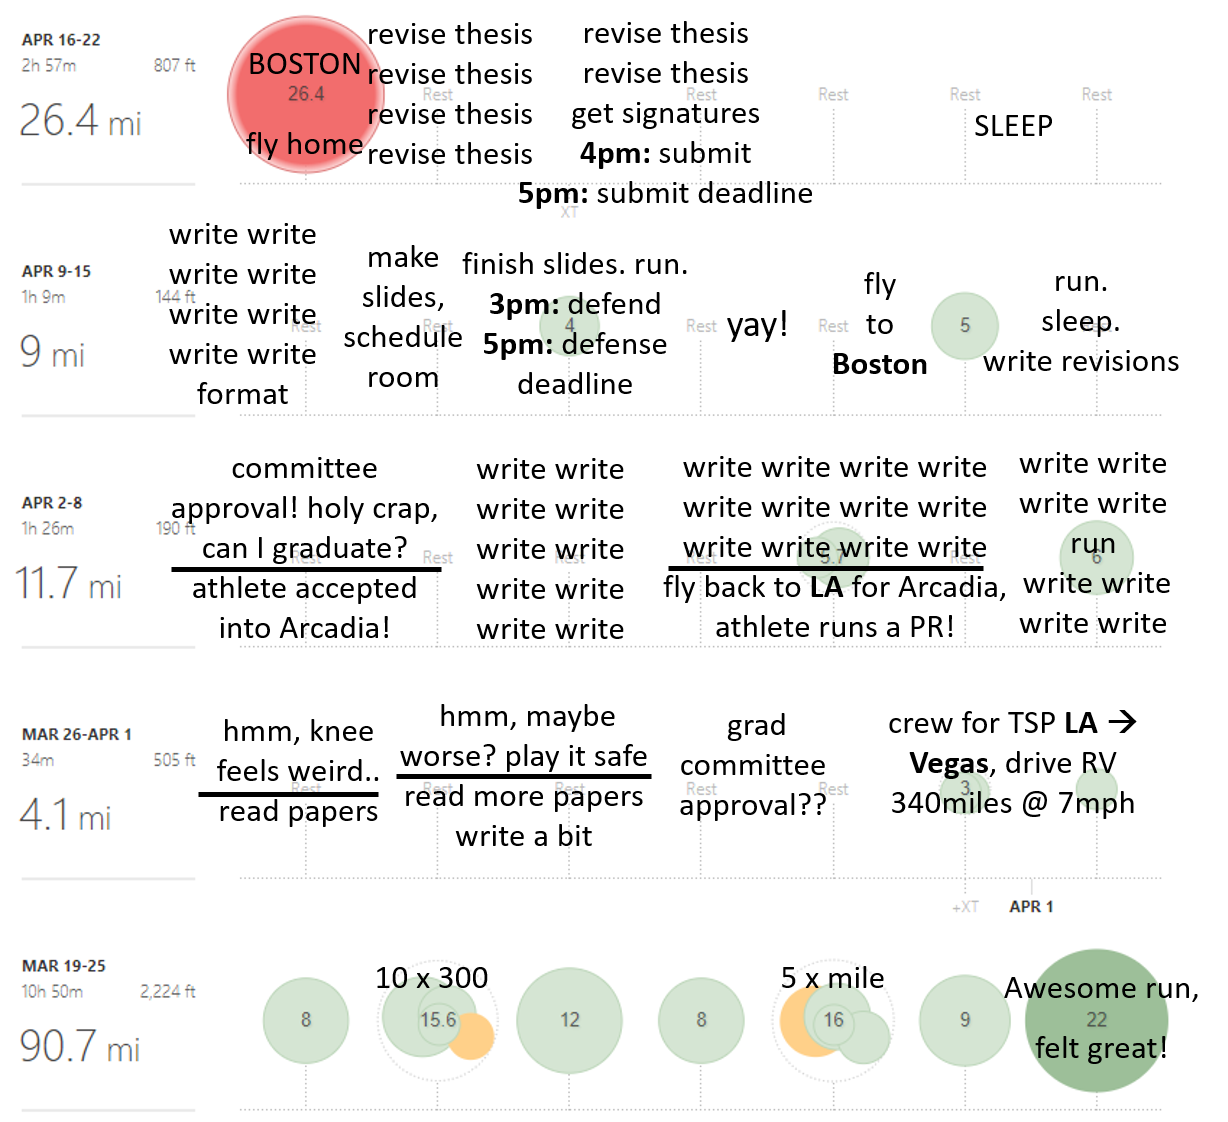 APR 16-22
2h 57m 807 ft
26.4 mi
BOSTON
26.4
fly home
revise thesis
revise thesis
Rest
revise thesis
revise thesis
revise thesis
revise thesis
get signatures
4pm: submit
5pm: submit deadline
XT
Rest
Rest
Rest
SLEEP
Rest
APR 9-15
1h 9m 144 ft
9 mi
write write
write write
write write
write write
format
Rest
make
slides,
schedule
room
Rest
finish slides. run.
3pm: defend
4
5pm: defense
deadline
Rest
yay!
Rest
fly
to
Boston
5
run.
sleep.
write revisions
APR 2-8
1h 26m 190 ft
11.7 mi
committee
approval! holy crap,
can I graduate?
Rest
athlete accepted
into Arcadia!
Rest
write write
write write
write write
Rest
write write
write write
write write write write
write write write write
write write write write
Rest
5.7
Rest
fly back to LA for Arcadia,
athlete runs a PR!
write write
write write
run
6
write write
write write
MAR 26-APR 1
34m 505 ft
4.1 mi
hmm, knee
feels weird..
Rest
read papers
hmm, maybe
worse? play it safe
Rest
Rest
read more papers
write a bit
grad
committee
approval??
Rest
Rest
crew for TSP LA →
Vegas, drive RV
3
340miles @ 7mph
+XT
APR 1
MAR 19-25
10h 50m 2,224 ft
90.7 mi
8
10 x 300
15.6
12
8
5 x mile
16
9
Awesome run,
22
felt great!